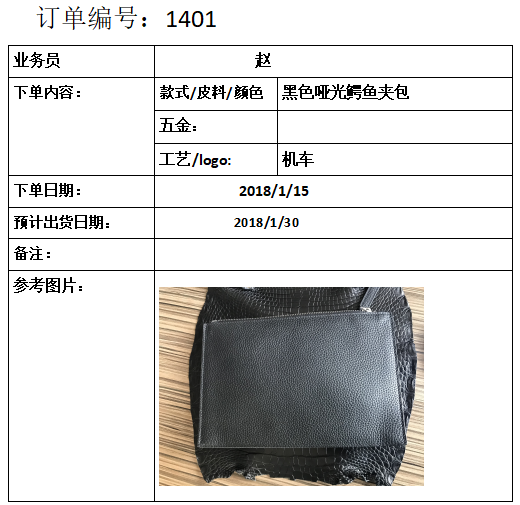 订单编号：1401
业务员 赵
下单内容： 款式/皮料/颜色 黑色哑光鳄鱼夹包
五金：
工艺/logo: 机车
下单日期： 2018/1/15
预计出货日期： 2018/1/30
备注：
参考图片：